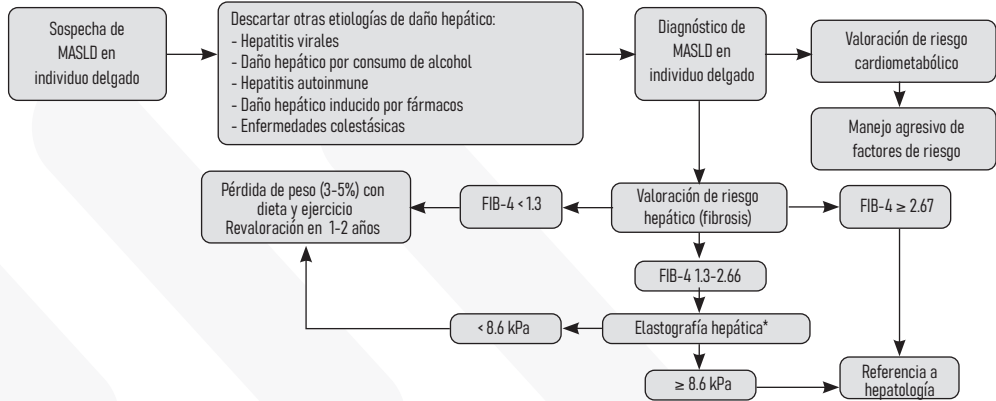 Sospecha de
MASLD en
individuo delgado
Descartar otras etiologías de daño hepático:
- Hepatitis virales
- Daño hepático por consumo de alcohol
- Hepatitis autoinmune
- Daño hepático inducido por fármacos
- Enfermedades colestásicas
Diagnóstico de
MASLD en
individuo delgado
Valoración de riesgo
cardiometabólico
Manejo agresivo de
factores de riesgo
Pérdida de peso (3-5%) con
dieta y ejercicio
Revaloración en 1-2 años
FIB-4 < 1.3
Valoración de riesgo
hepático (fibrosis)
FIB-4 ≥ 2.67
FIB-4 1.3-2.66
< 8.6 kPa
Elastografía hepática*
≥ 8.6 kPa
Referencia a
hepatología